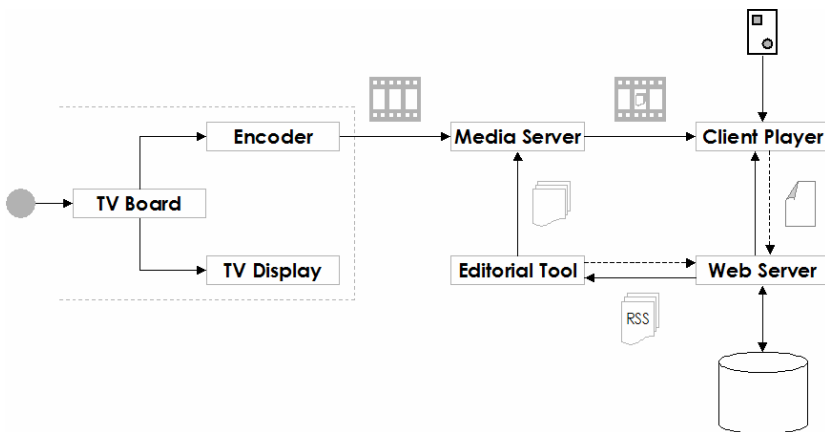 Encoder
Media Server
Client Player
TV Board
TV Display
Editorial Tool
Web Server
RSS